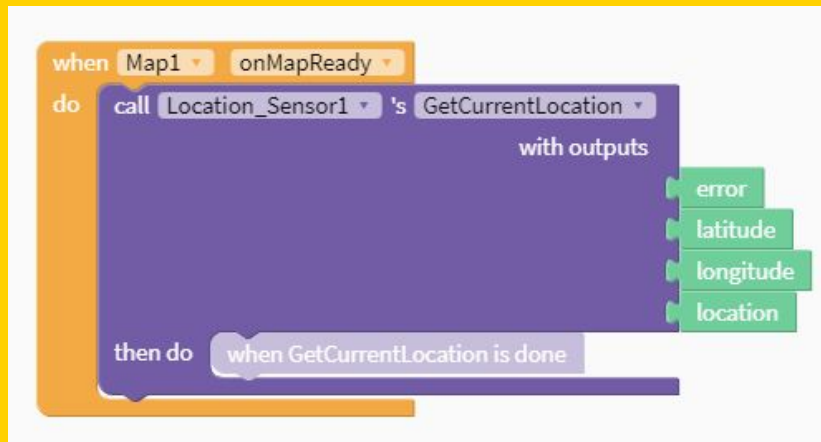 when Map1 onMapReady
do call Location_Sensor1 's GetCurrentLocation
with outputs
error
latitude
longitude
location
then do when GetCurrentLocation is done